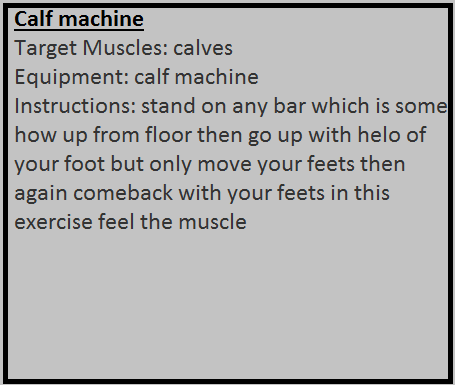 Calf machine
Target Muscles: calves
Equipment: calf machine
Instructions: stand on any bar which is some
how up from floor then go up with helo of
your foot but only move your feets then
again comeback with your feets in this
exercise feel the muscle